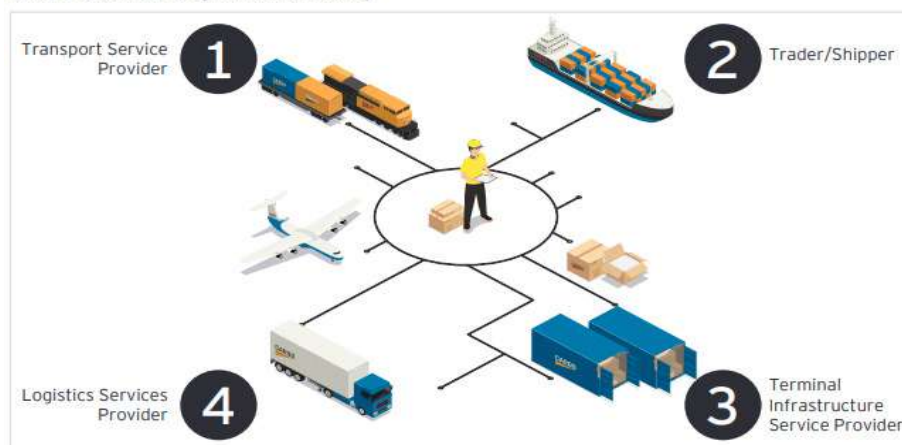 Transport Service
Provider
1
2
Trader/Shipper
Logistics Services
Provider
4
3
Terminal
Infrastructure
Service Provider